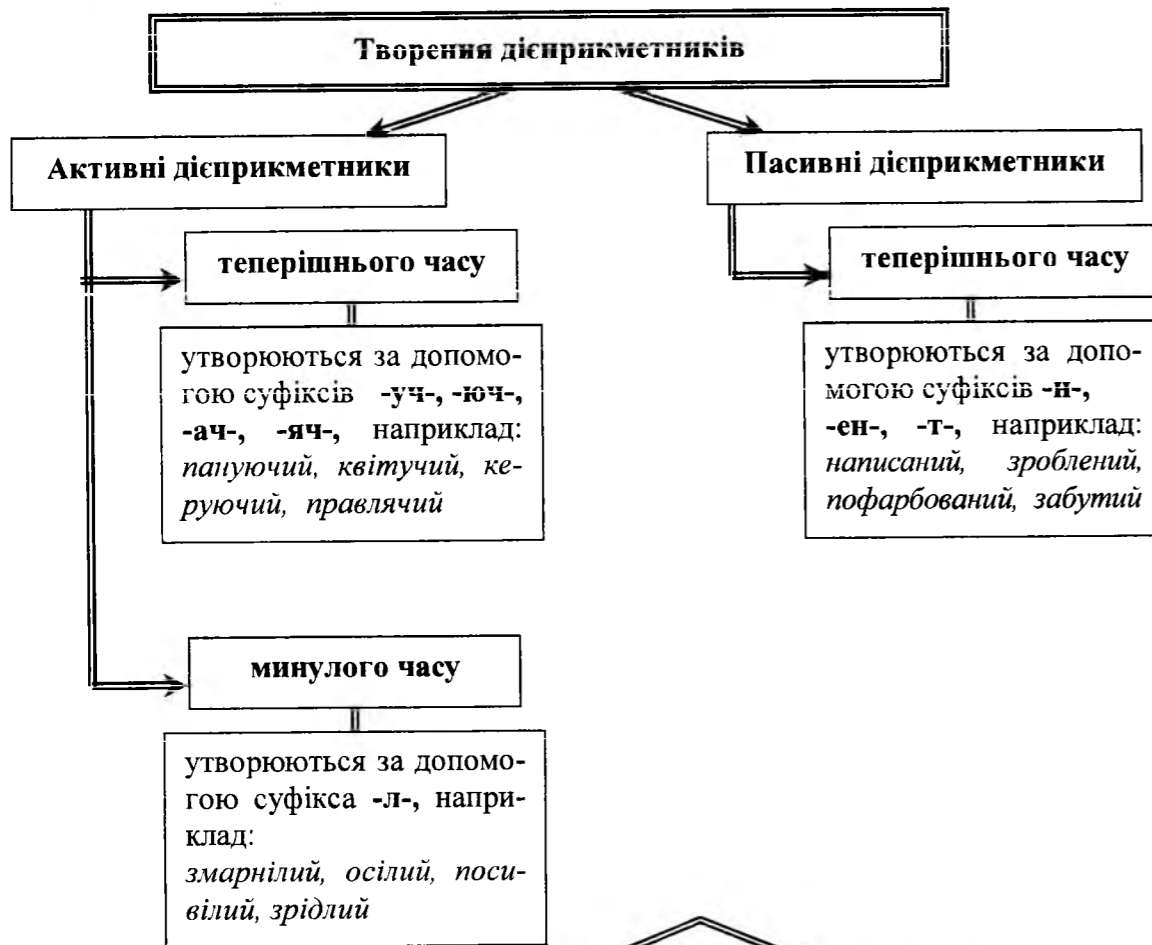 Творення дієприкметників
Активні дієприкметники
теперішнього часу
утворюються за допомо-
гою суфіксів -уч-, -юч-,
-ач-, -яч-, наприклад:
пануючий, квітучий, ке-
руючий, правлячий
минулого часу
утворюються за допомо-
гою суфікса -л-, напри-
клад:
змарнілий, осілий, поси-
вілий, зрідлий
Пасивні дієприкметники
теперішнього часу
утворюються за допо-
могою суфіксів -н-,
-ен-, -т-, наприклад:
написаний, зроблений,
пофарбований, забутий